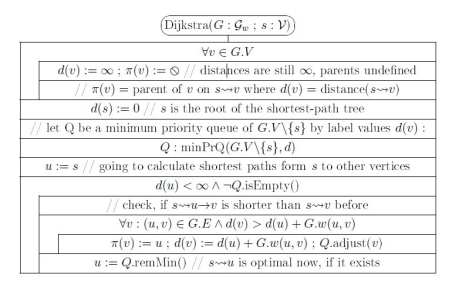 Dijkstra(G : 𝒢w ; s : 𝒱)
∀v ∈ G.V
d(v) := ∞ ; π(v) := ⦸ // distances are still ∞, parents undefined
// π(v) = parent of v on s⇝v where d(v) = distance(s⇝v)
d(s) := 0 // s is the root of the shortest-path tree
// let Q be a minimum priority queue of G.V\{s} by label values d(v) :
Q : minPrQ(G.V\{s}, d)
u := s // going to calculate shortest paths form s to other vertices
d(u) < ∞ ∧ ¬Q.isEmpty()
// check, if s⇝u→v is shorter than s⇝v before
∀v : (u, v) ∈ G.E ∧ d(v) > d(u) + G.w(u, v)
π(v) := u ; d(v) := d(u) + G.w(u, v) ; Q.adjust(v)
u := Q.remMin() // s⇝u is optimal now, if it exists